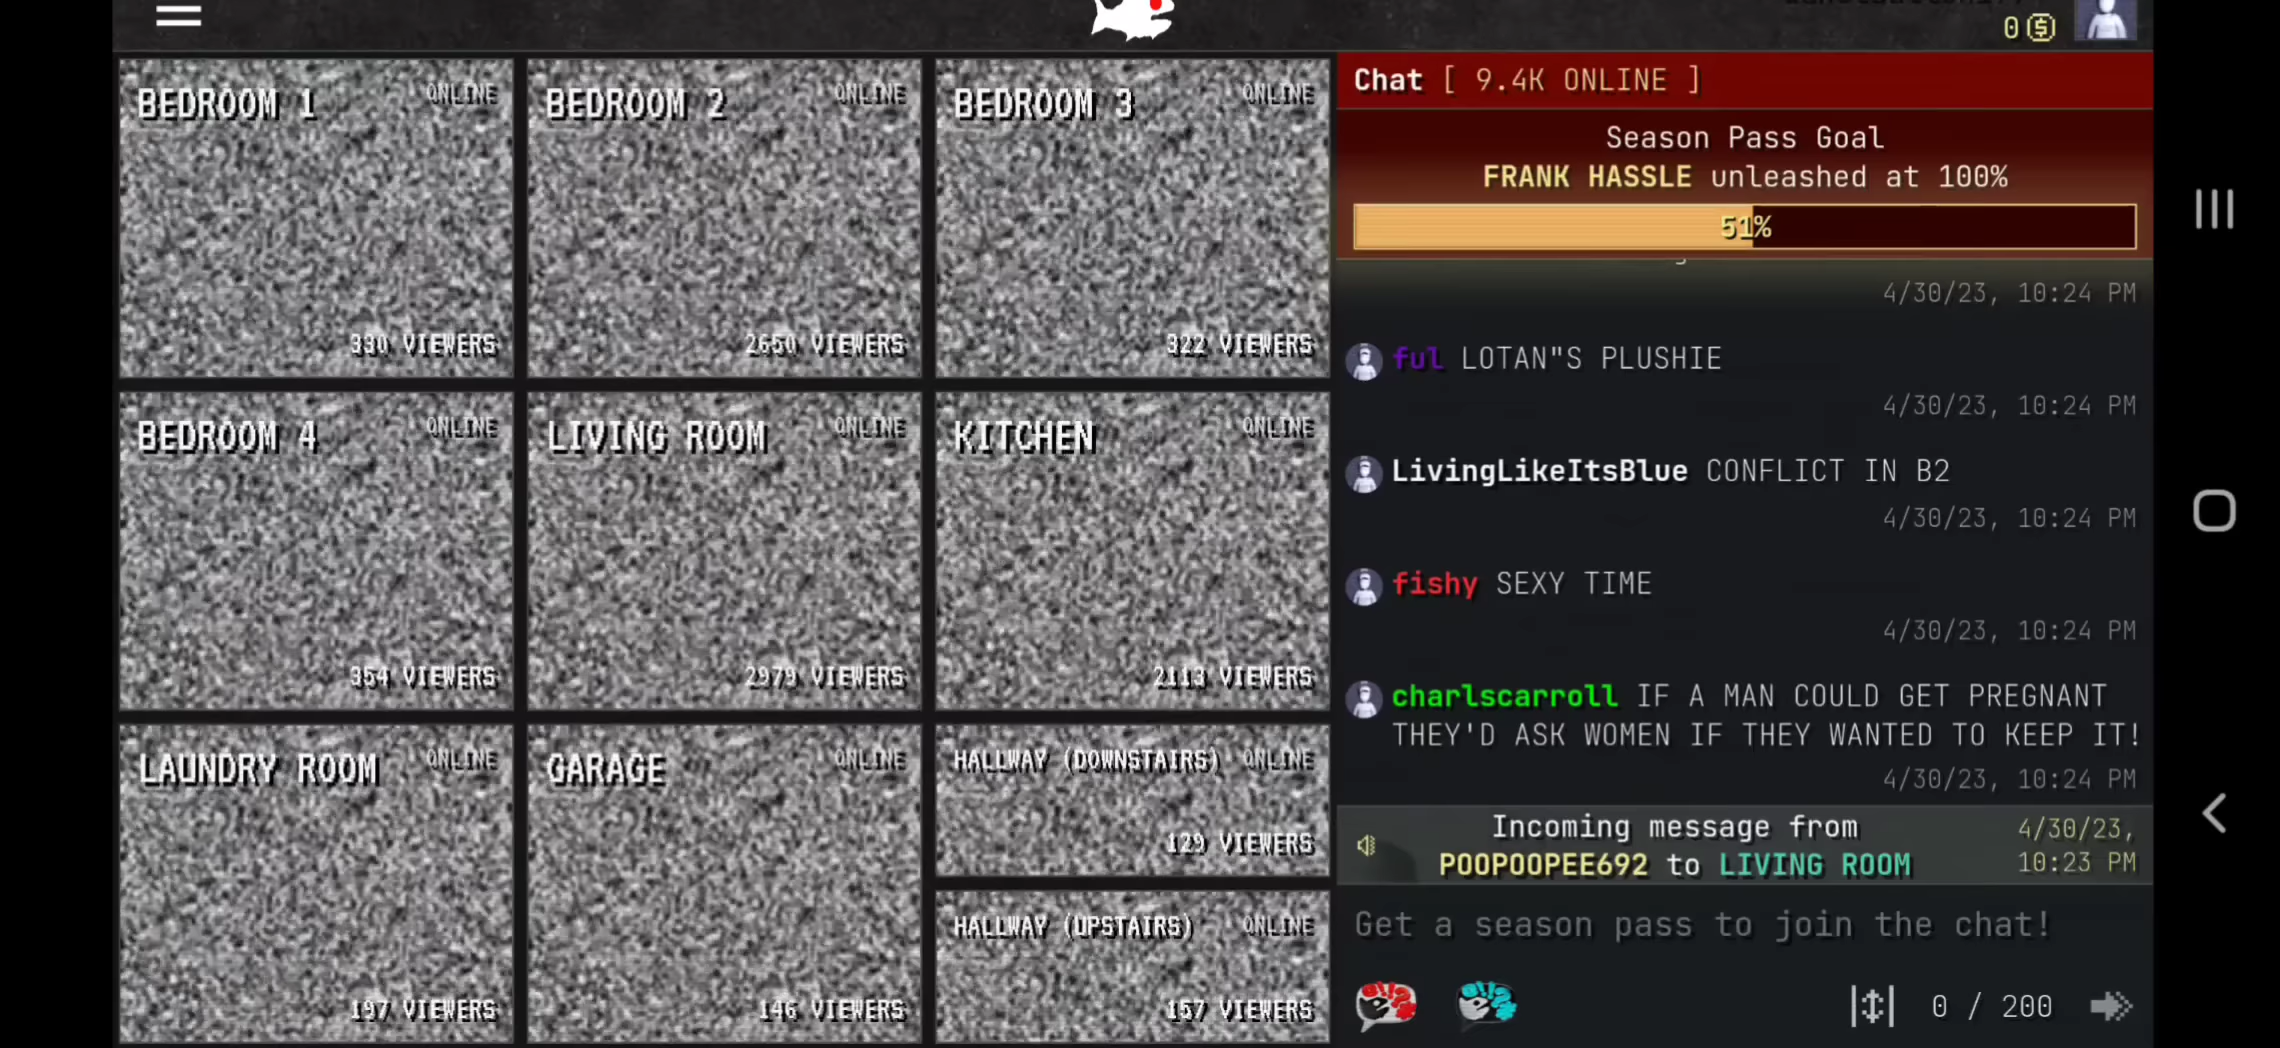 0
BEDROOM 1 ONLINE
330 VIEWERS
BEDROOM 2 ONLINE
2650 VIEWERS
BEDROOM 3 ONLINE
322 VIEWERS
BEDROOM 4 ONLINE
354 VIEWERS
LIVING ROOM ONLINE
2979 VIEWERS
KITCHEN ONLINE
2113 VIEWERS
LAUNDRY ROOM ONLINE
197 VIEWERS
GARAGE ONLINE
146 VIEWERS
HALLWAY (DOWNSTAIRS) ONLINE
129 VIEWERS
HALLWAY (UPSTAIRS) ONLINE
157 VIEWERS
Chat [ 9.4K ONLINE ]
Season Pass Goal
FRANK HASSLE unleashed at 100%
51%
4/30/23, 10:24 PM
ful LOTAN"S PLUSHIE
4/30/23, 10:24 PM
LivingLikeItsBlue CONFLICT IN B2
4/30/23, 10:24 PM
fishy SEXY TIME
4/30/23, 10:24 PM
charlscarroll IF A MAN COULD GET PREGNANT
THEY'D ASK WOMEN IF THEY WANTED TO KEEP IT!
4/30/23, 10:24 PM
Incoming message from 4/30/23,
POOPOOPEE692 to LIVING ROOM 10:23 PM
Get a season pass to join the chat!
0 / 200